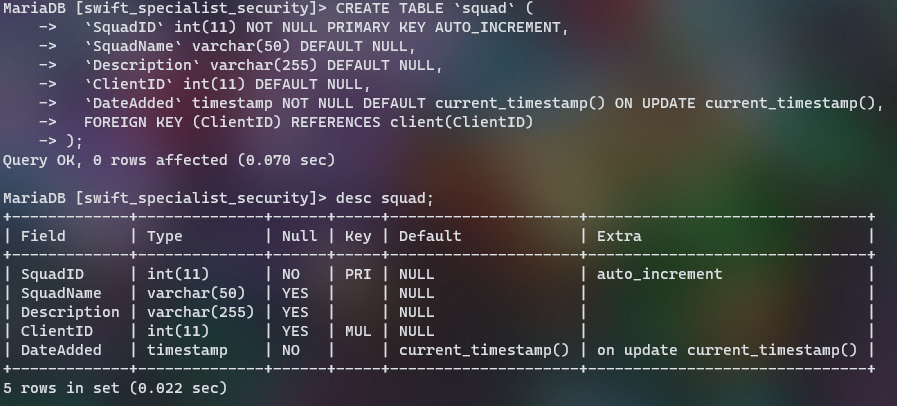 MariaDB [swift_specialist_security]> CREATE TABLE `squad` (
    ->   `SquadID` int(11) NOT NULL PRIMARY KEY AUTO_INCREMENT,
    ->   `SquadName` varchar(50) DEFAULT NULL,
    ->   `Description` varchar(255) DEFAULT NULL,
    ->   `ClientID` int(11) DEFAULT NULL,
    ->   `DateAdded` timestamp NOT NULL DEFAULT current_timestamp() ON UPDATE current_timestamp(),
    ->   FOREIGN KEY (ClientID) REFERENCES client(ClientID)
    -> );
Query OK, 0 rows affected (0.070 sec)

MariaDB [swift_specialist_security]> desc squad;
+-------------+--------------+------+-----+---------------------+-------------------------------+
| Field       | Type         | Null | Key | Default             | Extra                         |
+-------------+--------------+------+-----+---------------------+-------------------------------+
| SquadID     | int(11)      | NO   | PRI | NULL                | auto_increment                |
| SquadName   | varchar(50)  | YES  |     | NULL                |                               |
| Description | varchar(255) | YES  |     | NULL                |                               |
| ClientID    | int(11)      | YES  | MUL | NULL                |                               |
| DateAdded   | timestamp    | NO   |     | current_timestamp() | on update current_timestamp() |
+-------------+--------------+------+-----+---------------------+-------------------------------+
5 rows in set (0.022 sec)